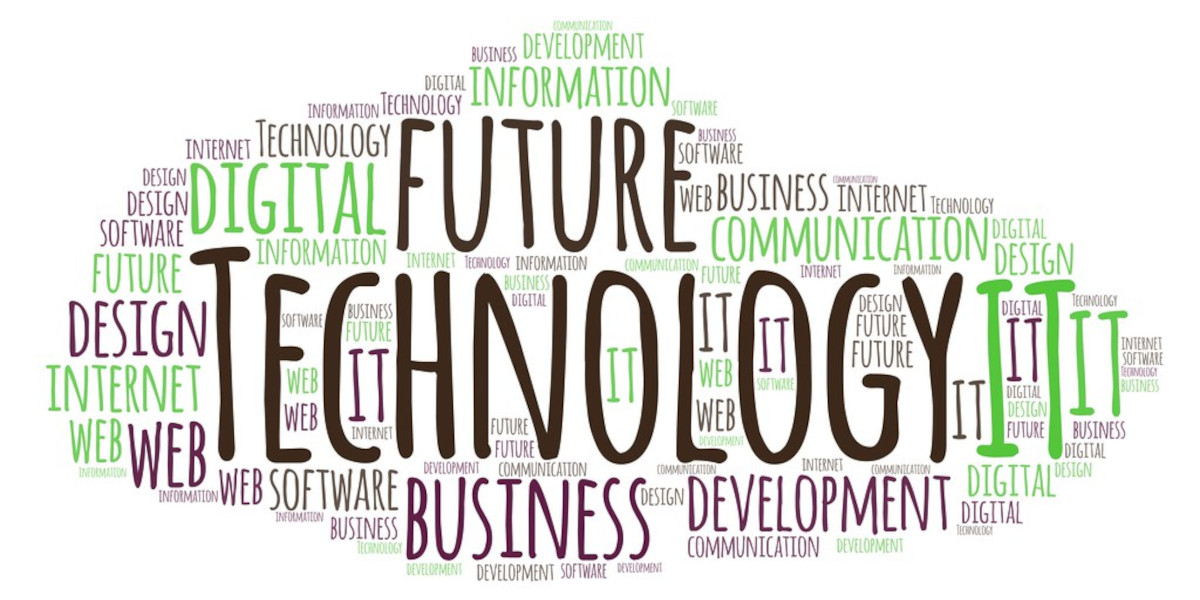 COMMUNICATION
BUSINESS DEVELOPMENT
DIGITAL INFORMATION
INFORMATION TECHNOLOGY SOFTWARE
INTERNET TECHNOLOGY FUTURE BUSINESS
SOFTWARE
DESIGN DIGITAL WEB BUSINESS COMMUNICATION INTERNET TECHNOLOGY
DESIGN
SOFTWARE INFORMATION COMMUNICATION DIGITAL
FUTURE INTERNET TECHNOLOGY INFORMATION COMMUNICATION FUTURE INTERNET INFORMATION DESIGN
BUSINESS
DIGITAL
TECHNOLOGY
DESIGN SOFTWARE BUSINESS IT IT DESIGN IT DIGITAL IT TECHNOLOGY
FUTURE FUTURE IT
IT IT FUTURE INTERNET
SOFTWARE
TECHNOLOGY
INTERNET WEB WEB SOFTWARE IT DIGITAL BUSINESS
WEB WEB DESIGN
WEB WEB INTERNET FUTURE DEVELOPMENT FUTURE BUSINESS
FUTURE DIGITAL
INFORMATION DEVELOPMENT COMMUNICATION COMMUNICATION INTERNET COMMUNICATION DESIGN
INFORMATION WEB SOFTWARE BUSINESS DESIGN DEVELOPMENT DIGITAL
INFORMATION BUSINESS DIGITAL
TECHNOLOGY
TECHNOLOGY COMMUNICATION DEVELOPMENT
DEVELOPMENT DEVELOPMENT SOFTWARE DEVELOPMENT